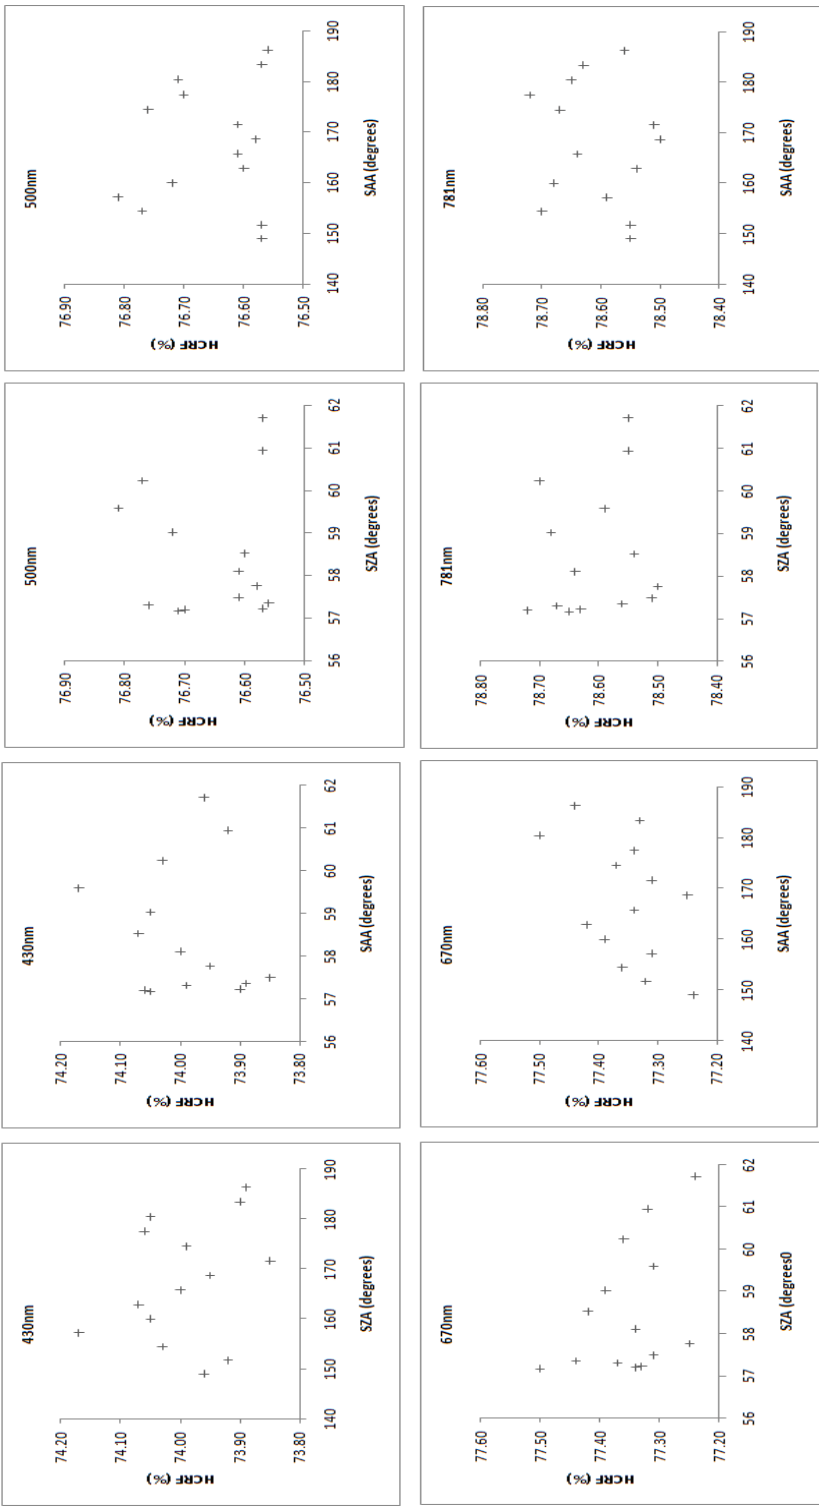 430nm
HCRF (%)
74.20
74.10
74.00
73.90
73.80
140 150 160 170 180 190
SZA (degrees)
430nm
HCRF (%)
74.20
74.10
74.00
73.90
73.80
56 57 58 59 60 61 62
SAA (degrees)
500nm
HCRF (%)
76.90
76.80
76.70
76.60
76.50
56 57 58 59 60 61 62
SZA (degrees)
500nm
HCRF (%)
76.90
76.80
76.70
76.60
76.50
140 150 160 170 180 190
SAA (degrees)
670nm
HCRF (%)
77.60
77.50
77.40
77.30
77.20
56 57 58 59 60 61 62
SZA (degrees0
670nm
HCRF (%)
77.60
77.50
77.40
77.30
77.20
140 150 160 170 180 190
SAA (degrees)
781nm
HCRF (%)
78.80
78.70
78.60
78.50
78.40
56 57 58 59 60 61 62
SZA (degrees)
781nm
HCRF (%)
78.80
78.70
78.60
78.50
78.40
140 150 160 170 180 190
SAA (degrees)